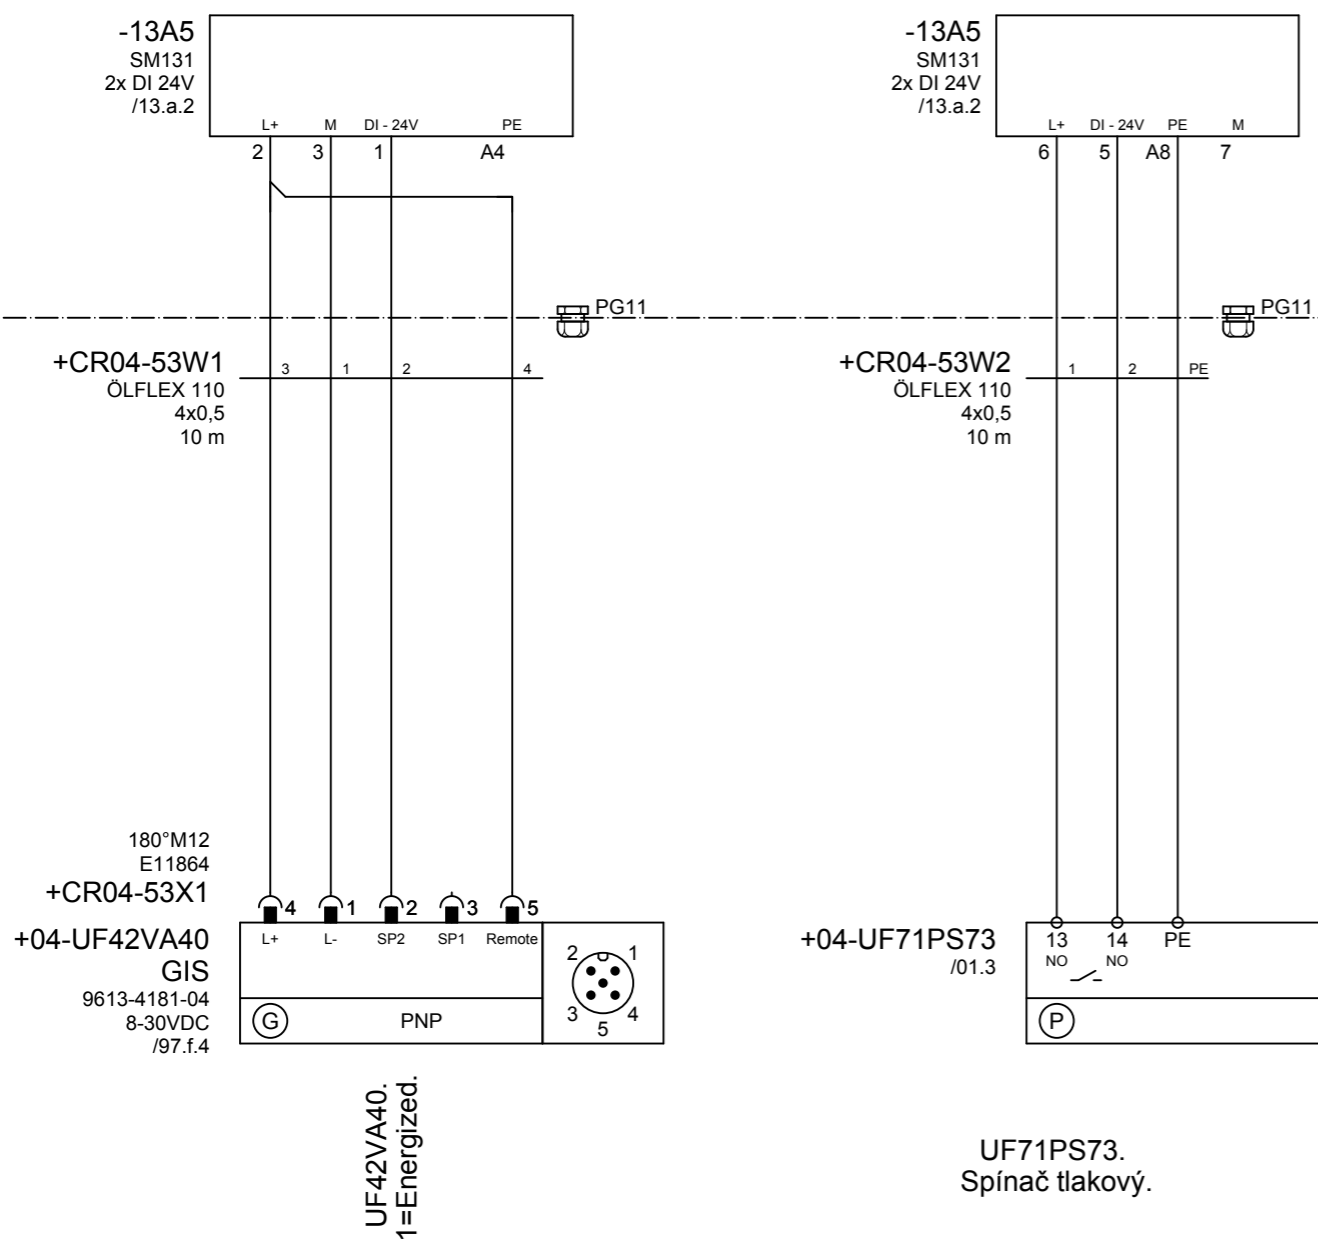 -13A5
SM131
2x DI 24V
/13.a.2
L+ M DI - 24V PE
2 3 1 A4
-13A5
SM131
2x DI 24V
/13.a.2
L+ DI - 24V PE M
6 5 A8 7
PG11
PG11
+CR04-53W1
ÖLFLEX 110
4x0,5
10 m
3 1 2 4
+CR04-53W2
ÖLFLEX 110
4x0,5
10 m
1 2 PE
180°M12
E11864
+CR04-53X1
4 1 2 3 5
+04-UF42VA40
GIS
9613-4181-04
8-30VDC
/97.f.4
L+ L- SP2 SP1 Remote
G PNP
2 1
3 4
5
+04-UF71PS73
/01.3
13 14 PE
NO NO
P
UF42VA40.
1=Energized.
UF71PS73.
Spínač tlakový.